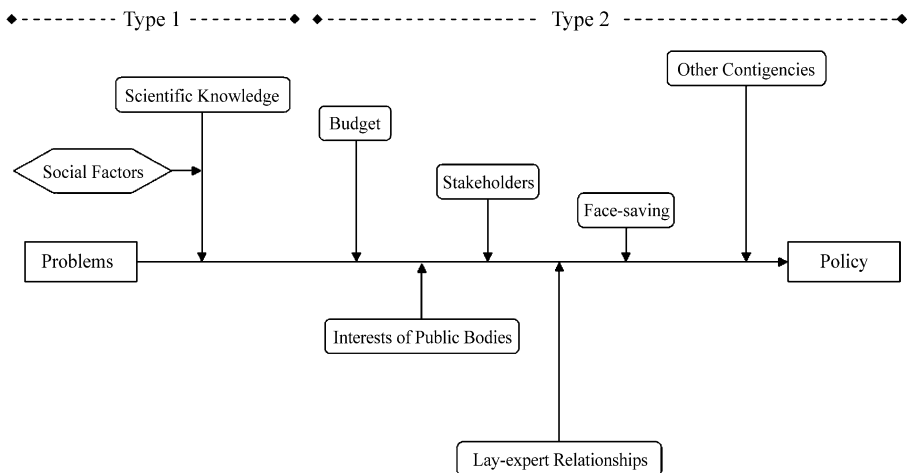 Type 1
Type 2
Other Contigencies
Scientific Knowledge
Budget
Social Factors
Stakeholders
Face-saving
Problems
Policy
Interests of Public Bodies
Lay-expert Relationships